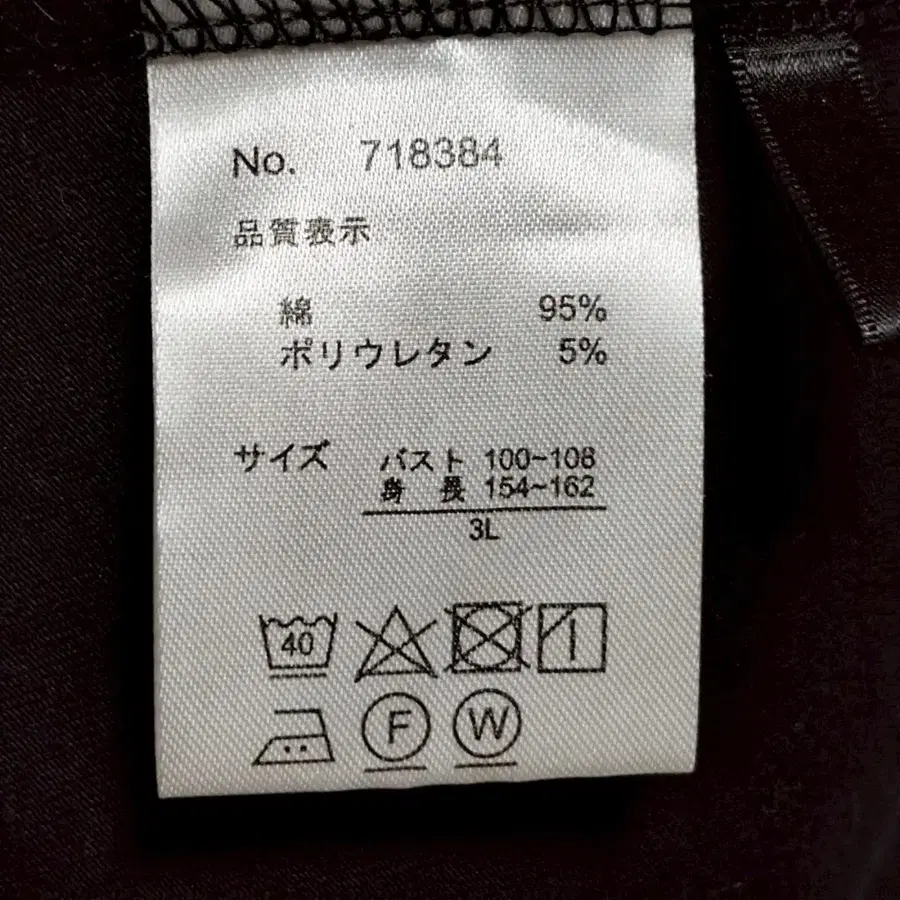 No. 718384
品質表示
綿 95%
ポリウレタン 5%
サイズ バスト 100~108
身長 154~162
3L
40
F W